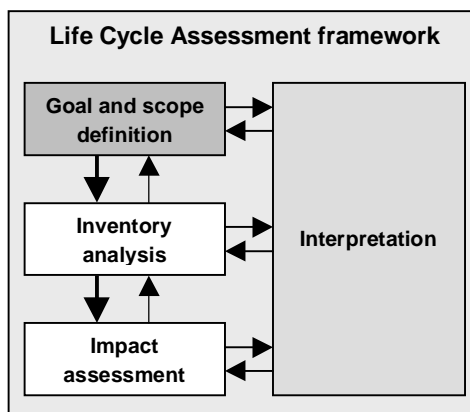 Life Cycle Assessment framework
Goal and scope
definition
Inventory
analysis
Interpretation
Impact
assessment